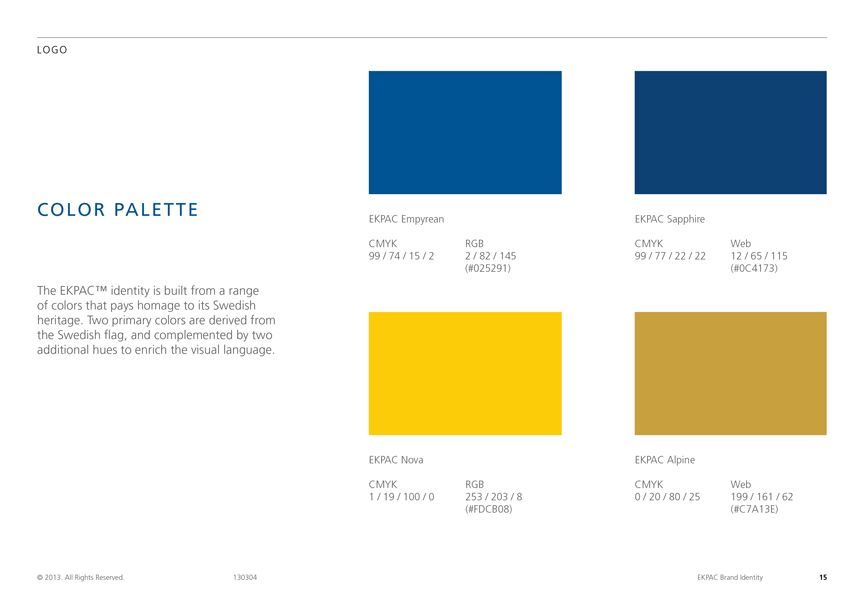 LOGO
COLOR PALETTE
The EKPAC™ identity is built from a range
of colors that pays homage to its Swedish
heritage. Two primary colors are derived from
the Swedish flag, and complemented by two
additional hues to enrich the visual language.
EKPAC Empyrean
CMYK RGB
99 / 74 / 15 / 2 2 / 82 / 145
(#025291)
EKPAC Sapphire
CMYK Web
99 / 77 / 22 / 22 12 / 65 / 115
(#0C4173)
EKPAC Nova
CMYK RGB
1 / 19 / 100 / 0 253 / 203 / 8
(#FDCB08)
EKPAC Alpine
CMYK Web
0 / 20 / 80 / 25 199 / 161 / 62
(#C7A13E)
© 2013. All Rights Reserved. 130304 EKPAC Brand Identity 15